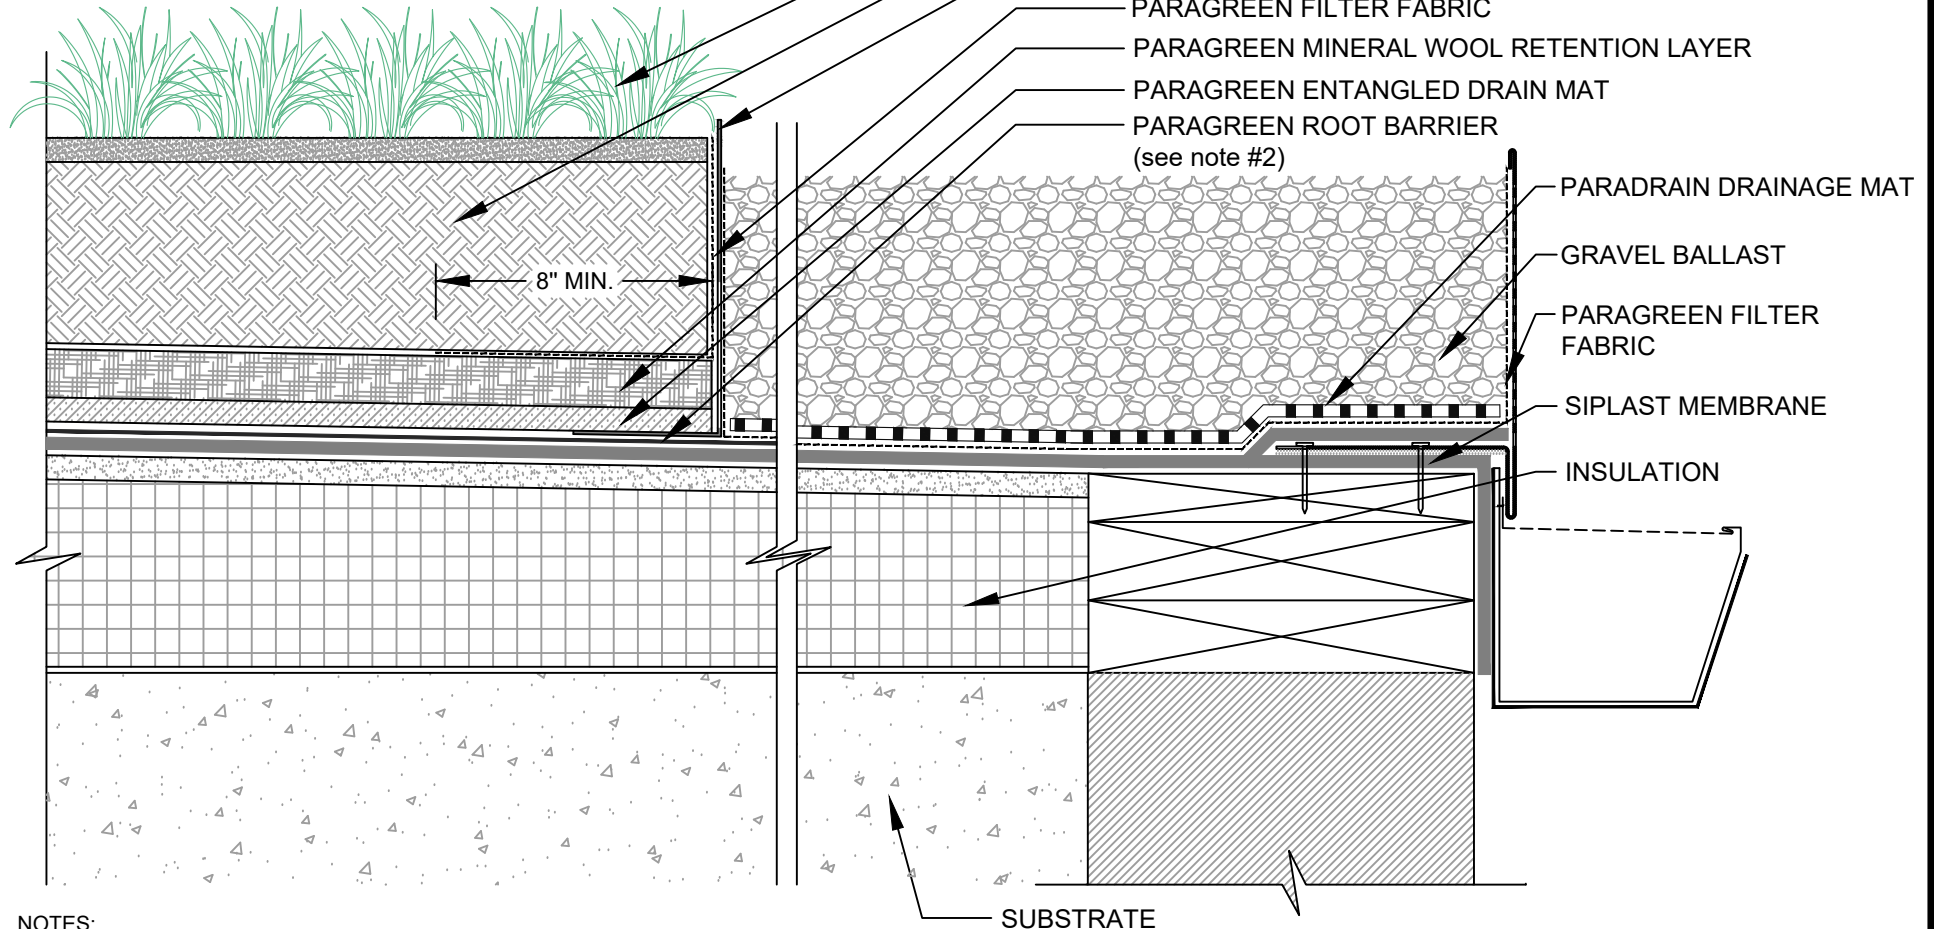 PARAGREEN FILTER FABRIC
PARAGREEN MINERAL WOOL RETENTION LAYER
PARAGREEN ENTANGLED DRAIN MAT
PARAGREEN ROOT BARRIER
(see note #2)
PARADRAIN DRAINAGE MAT
GRAVEL BALLAST
8" MIN.
PARAGREEN FILTER
FABRIC
SIPLAST MEMBRANE
INSULATION
SUBSTRATE
NOTES: